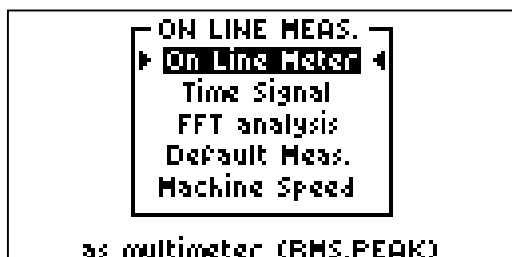 ON LINE MEAS.
On Line Meter
Time Signal
FFT analysis
Default Meas.
Machine Speed
as multimeter (RMS,PEAK)